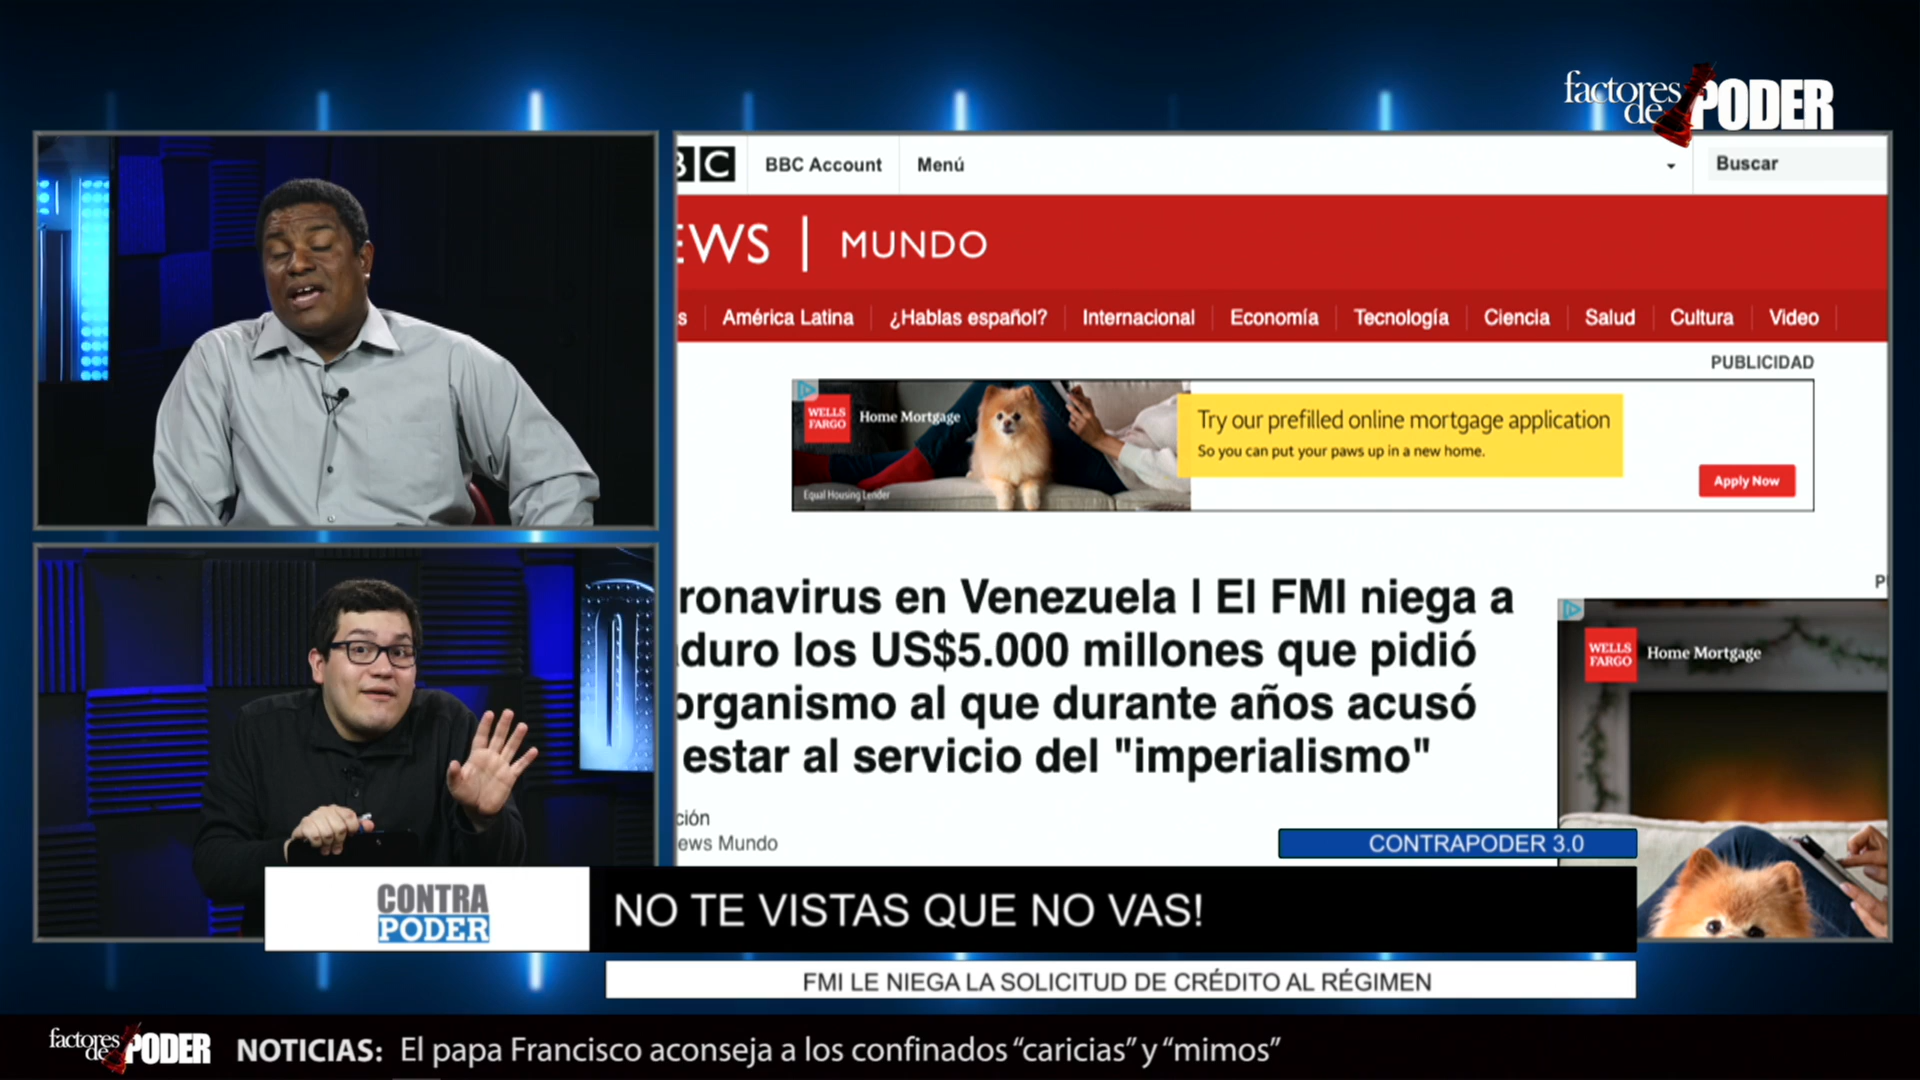 factores
de PODER
BC
BBC Account
Menú
Buscar
EWS | MUNDO
s
América Latina
¿Hablas español?
Internacional
Economía
Tecnología
Ciencia
Salud
Cultura
Video
PUBLICIDAD
WELLS
FARGO
Home Mortgage
Equal Housing Lender
Try our prefilled online mortgage application
So you can put your paws up in a new home.
Apply Now
ronavirus en Venezuela | El FMI niega a
duro los US$5.000 millones que pidió
organismo al que durante años acusó
estar al servicio del "imperialismo"
ción
ews Mundo
P
WELLS
FARGO
Home Mortgage
CONTRAPODER 3.0
CONTRA
PODER
NO TE VISTAS QUE NO VAS!
FMI LE NIEGA LA SOLICITUD DE CRÉDITO AL RÉGIMEN
factores
de PODER
NOTICIAS: El papa Francisco aconseja a los confinados “caricias” y “mimos”